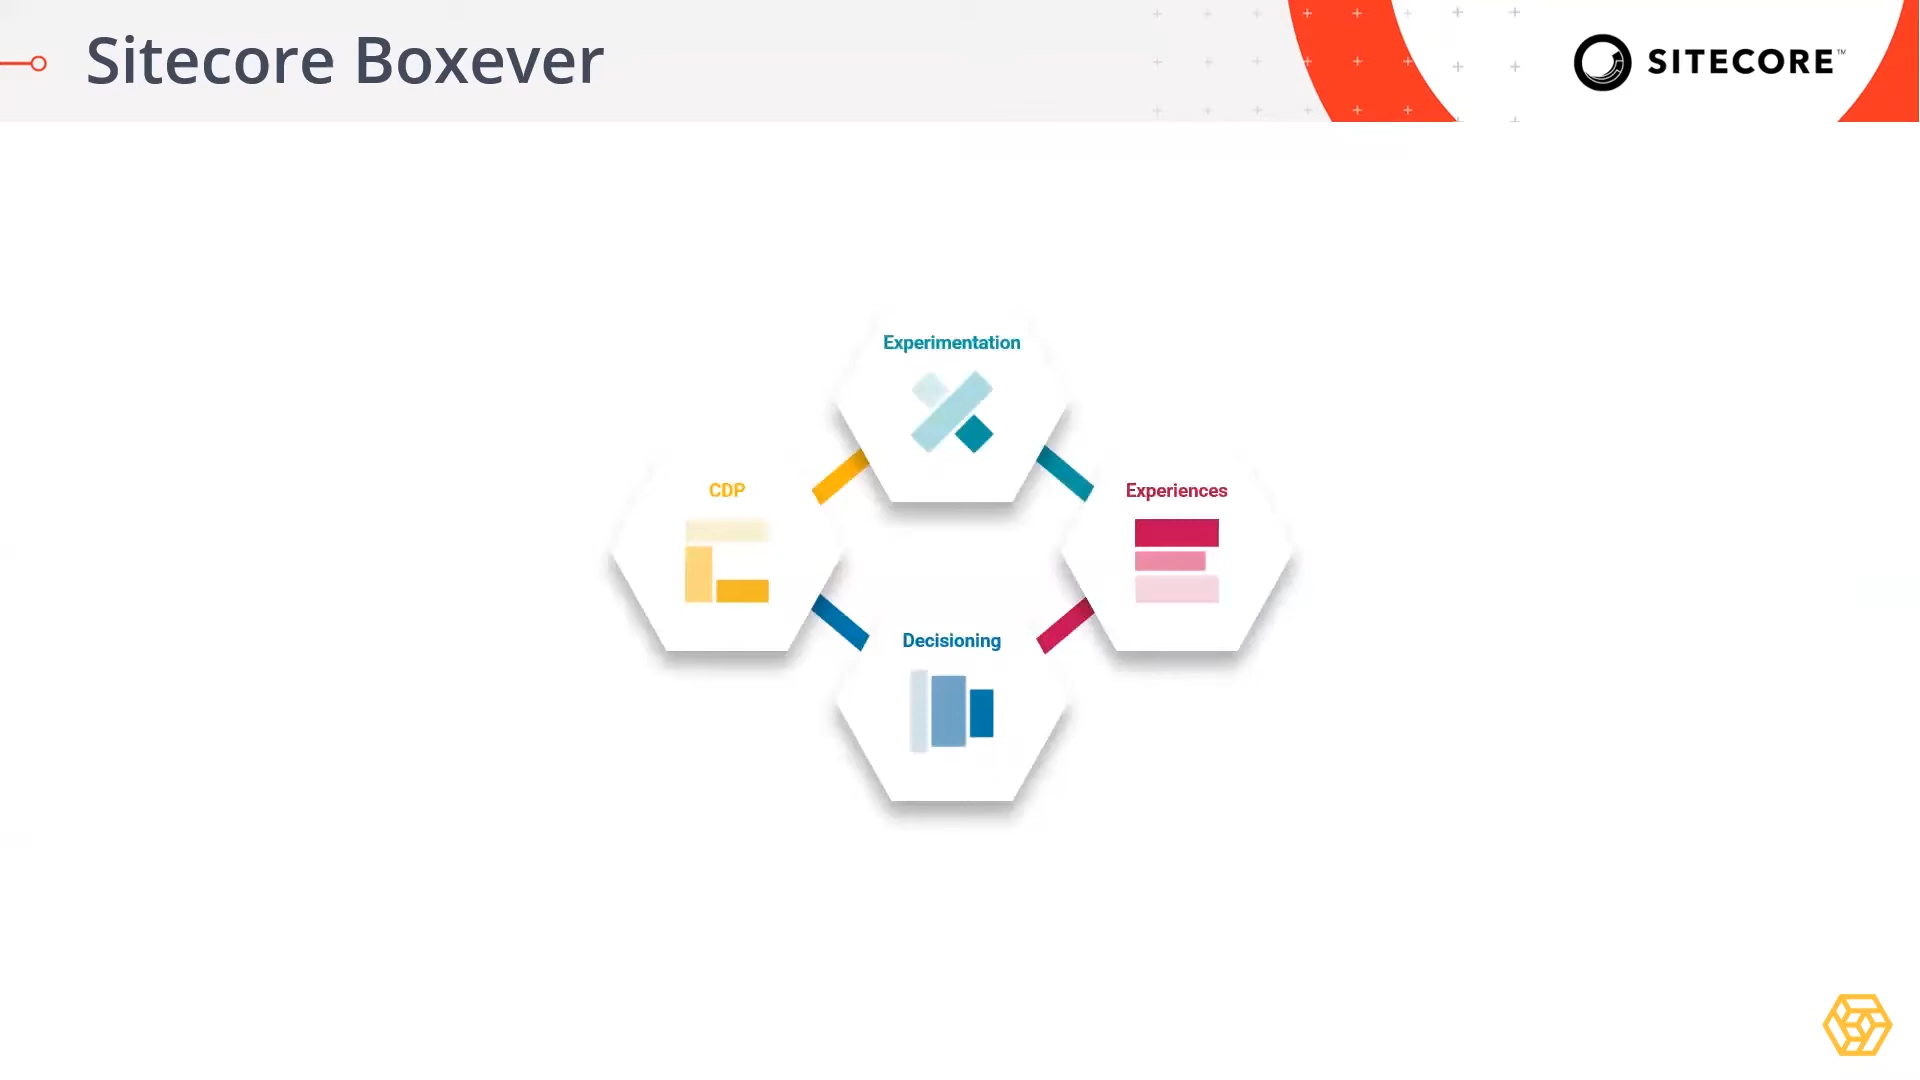 Sitecore Boxever
SITECORE™
Experimentation
CDP
Experiences
Decisioning